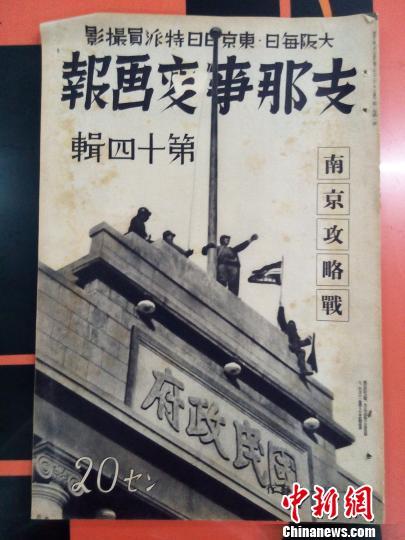 大阪毎日・東京日日特派員撮影
支那事変画報
第十四輯
南京攻略戰
國民政府
20セン
中新網
Chinanews.com